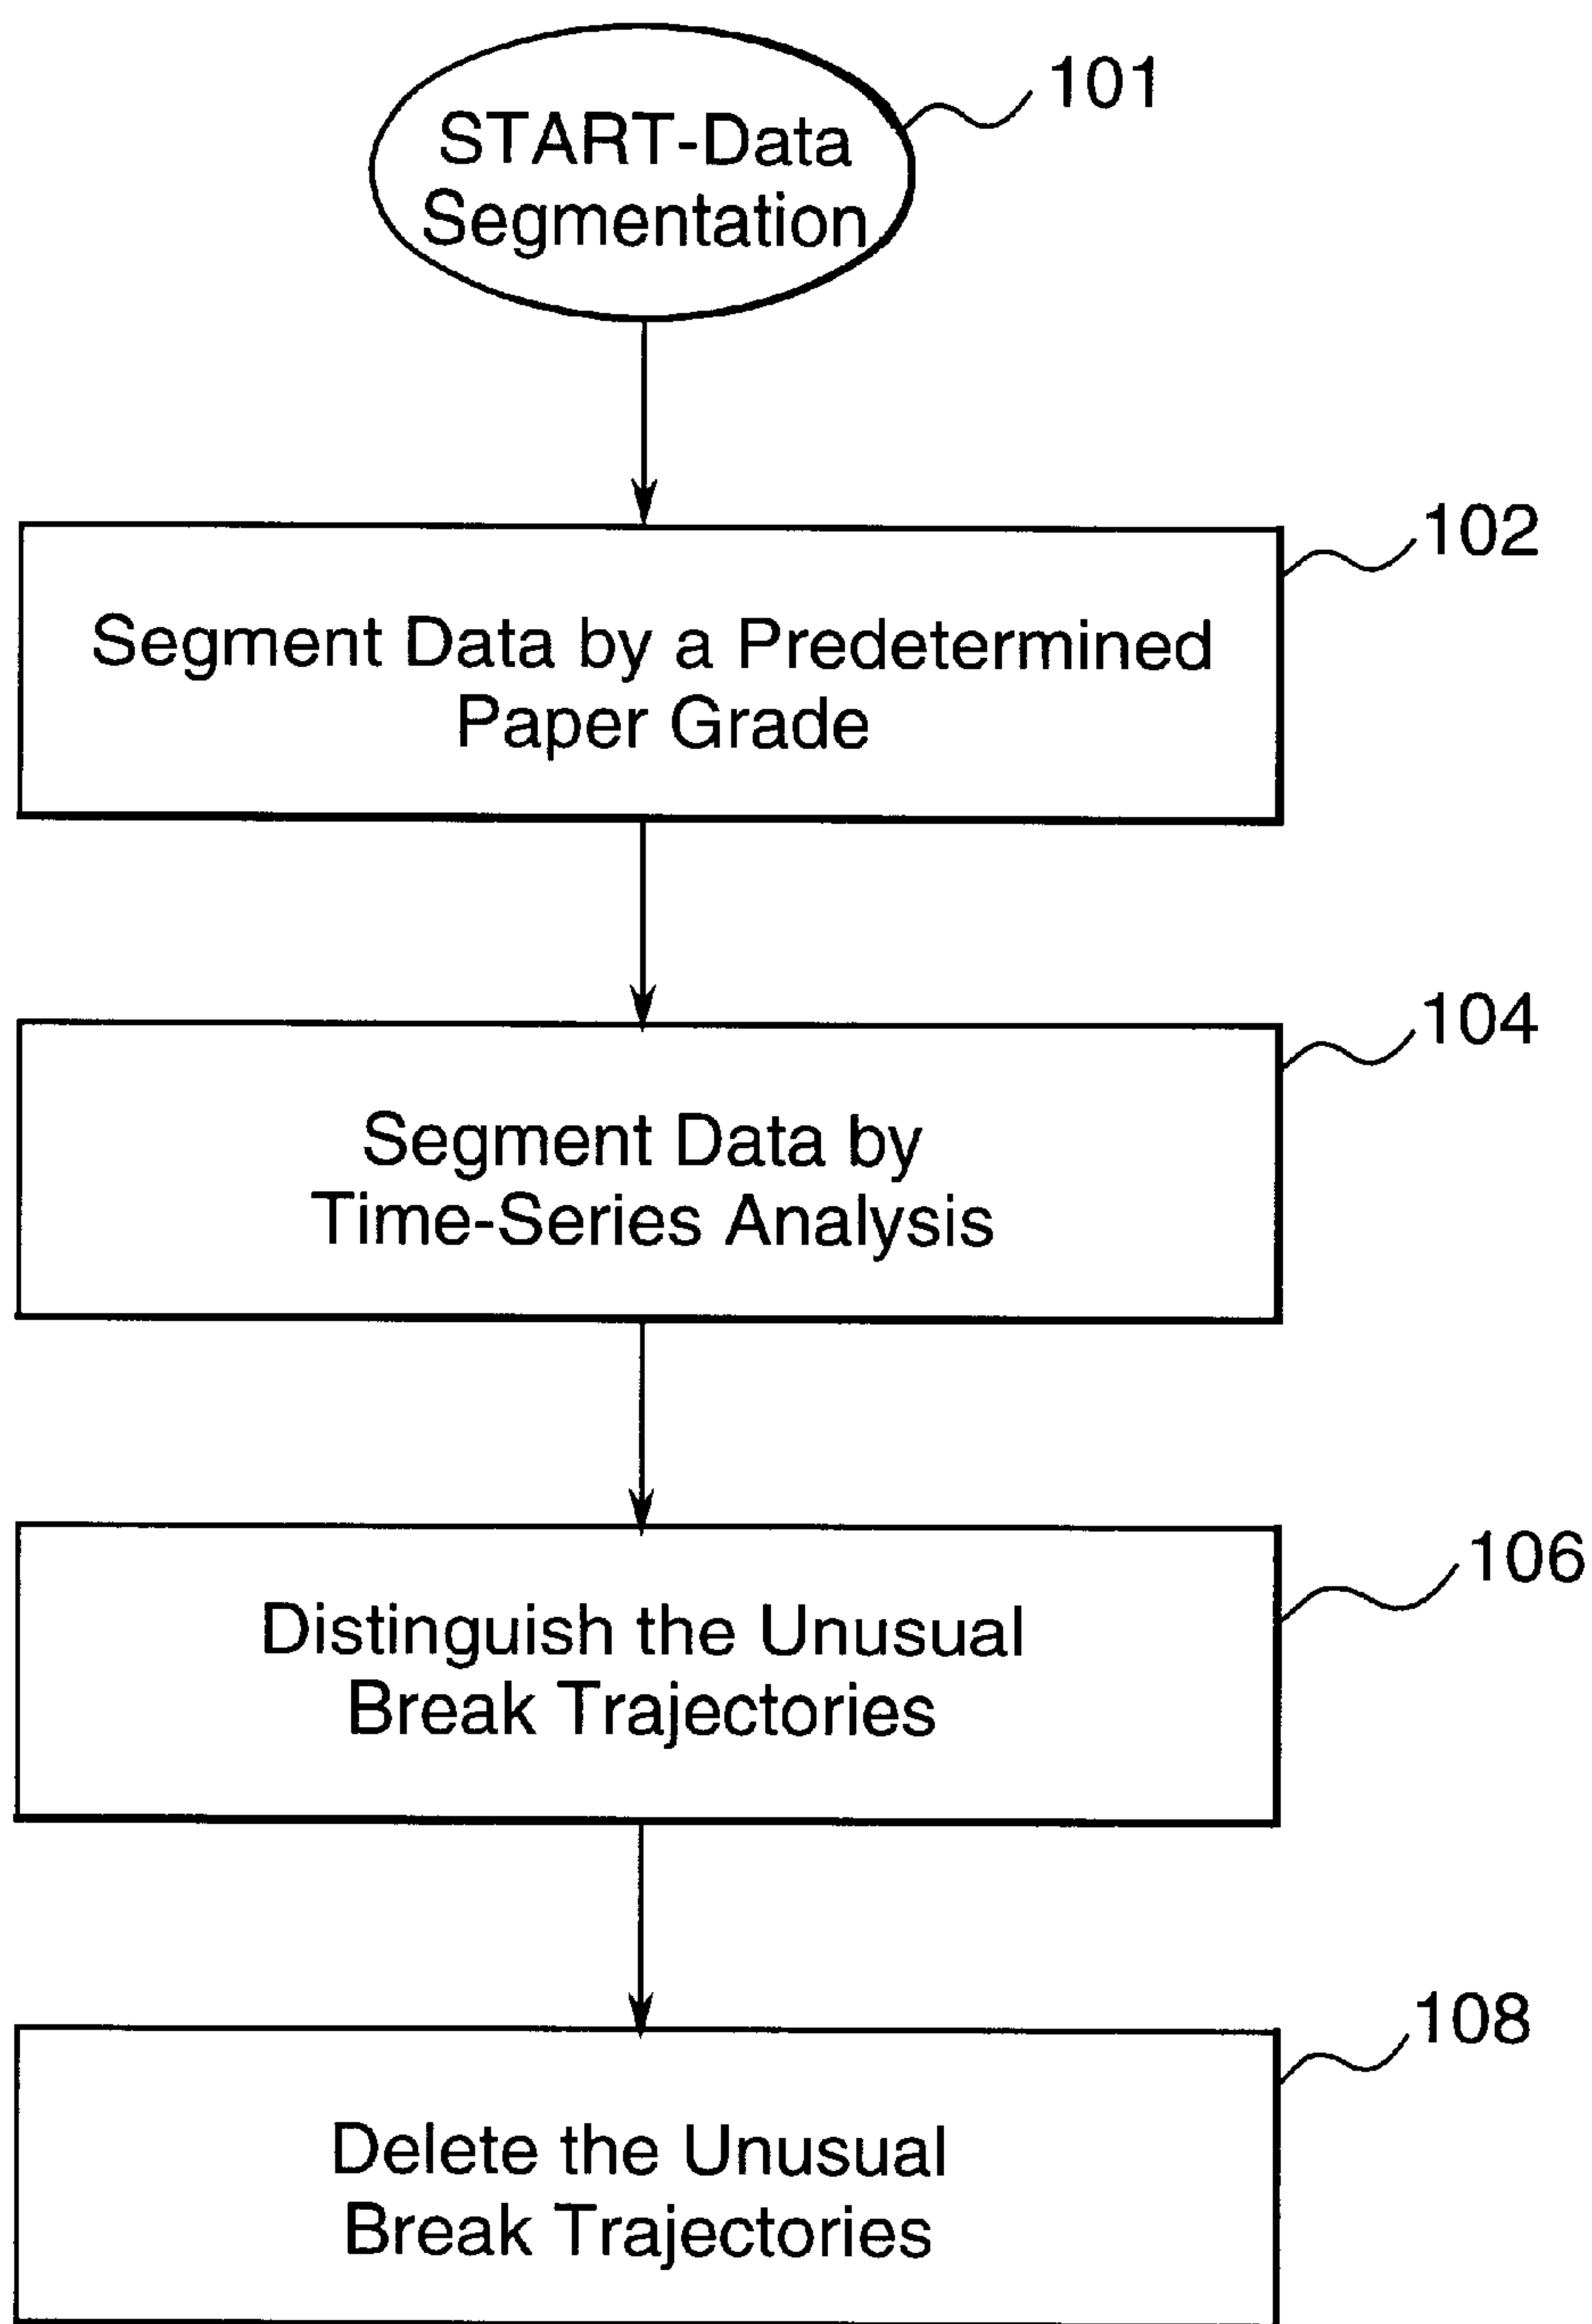 START-Data
Segmentation
101
102
Segment Data by a Predetermined
Paper Grade
104
Segment Data by
Time-Series Analysis
106
Distinguish the Unusual
Break Trajectories
108
Delete the Unusual
Break Trajectories